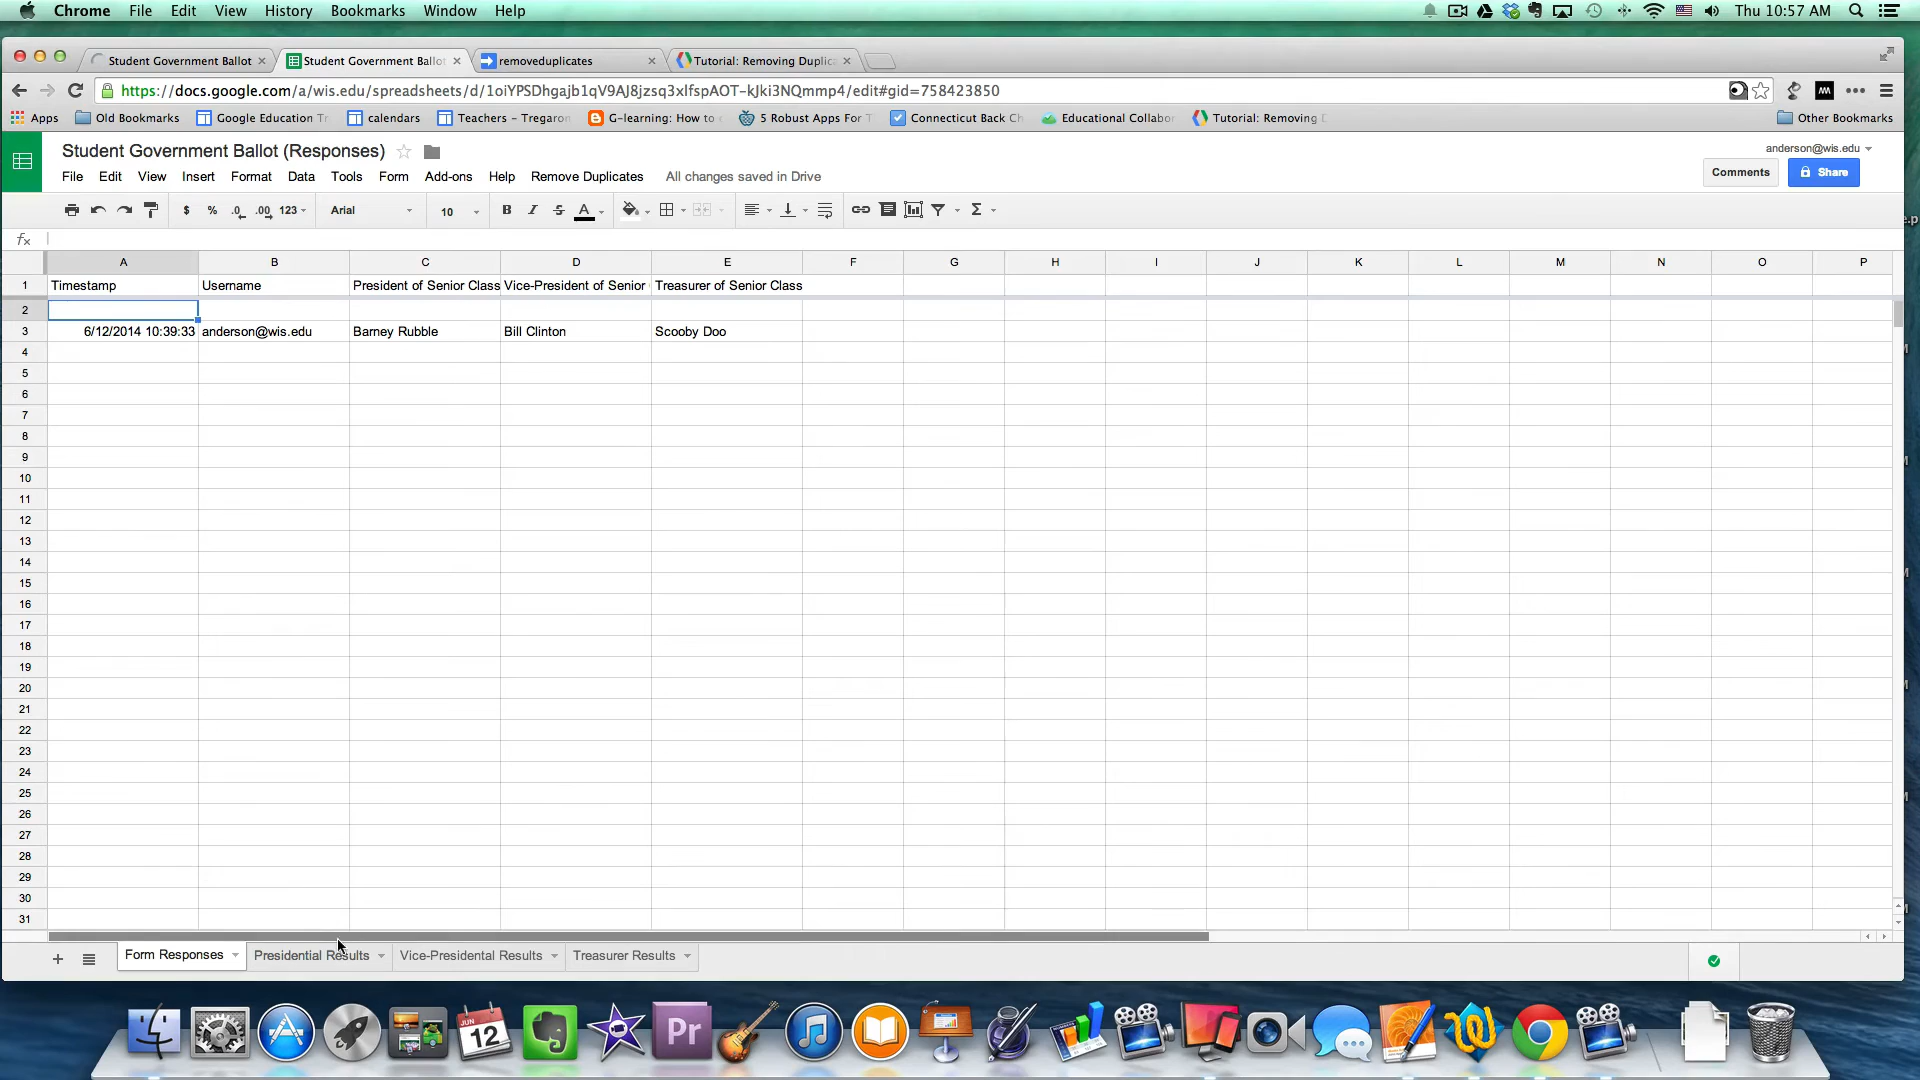 Chrome File Edit View History Bookmarks Window Help Thu 10:57 AM
Student Government Ballot Student Government Ballot removeduplicates Tutorial: Removing Duplica
https://docs.google.com/a/wis.edu/spreadsheets/d/1oiYPSDhgajb1qV9AJ8jzsq3xlfspAOT-kJki3NQmmp4/edit#gid=758423850
Apps Old Bookmarks Google Education Tr calendars Teachers – Tregaron G-learning: How to 5 Robust Apps For T Connecticut Back Ch Educational Collabor Tutorial: Removing D Other Bookmarks
Student Government Ballot (Responses) anderson@wis.edu
File Edit View Insert Format Data Tools Form Add-ons Help Remove Duplicates All changes saved in Drive Comments Share
$ % .0 .00 123 Arial 10 B I S A Σ
fx
A B C D E F G H I J K L M N O P
1 Timestamp Username President of Senior Class Vice-President of Senior Treasurer of Senior Class
2
3 6/12/2014 10:39:33 anderson@wis.edu Barney Rubble Bill Clinton Scooby Doo
4
5
6
7
8
9
10
11
12
13
14
15
16
17
18
19
20
21
22
23
24
25
26
27
28
29
30
31
+ Form Responses Presidential Results Vice-Presidental Results Treasurer Results
JUN
12
Pr